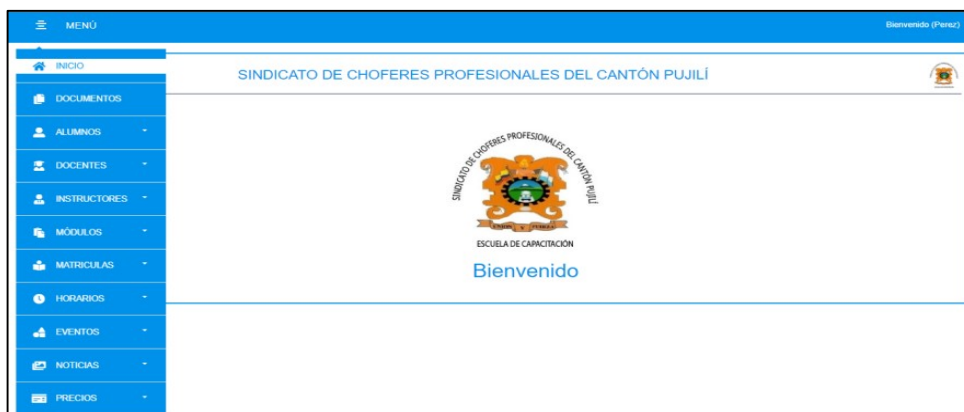 MENÚ
Bienvenido (Perez)
INICIO
SINDICATO DE CHOFERES PROFESIONALES DEL CANTÓN PUJILÍ
DOCUMENTOS
ALUMNOS
DOCENTES
INSTRUCTORES
MÓDULOS
MATRICULAS
HORARIOS
EVENTOS
NOTICIAS
PRECIOS
SINDICATO DE CHOFERES PROFESIONALES DEL CANTÓN PUJILÍ
ESCUELA DE CAPACITACIÓN
Bienvenido